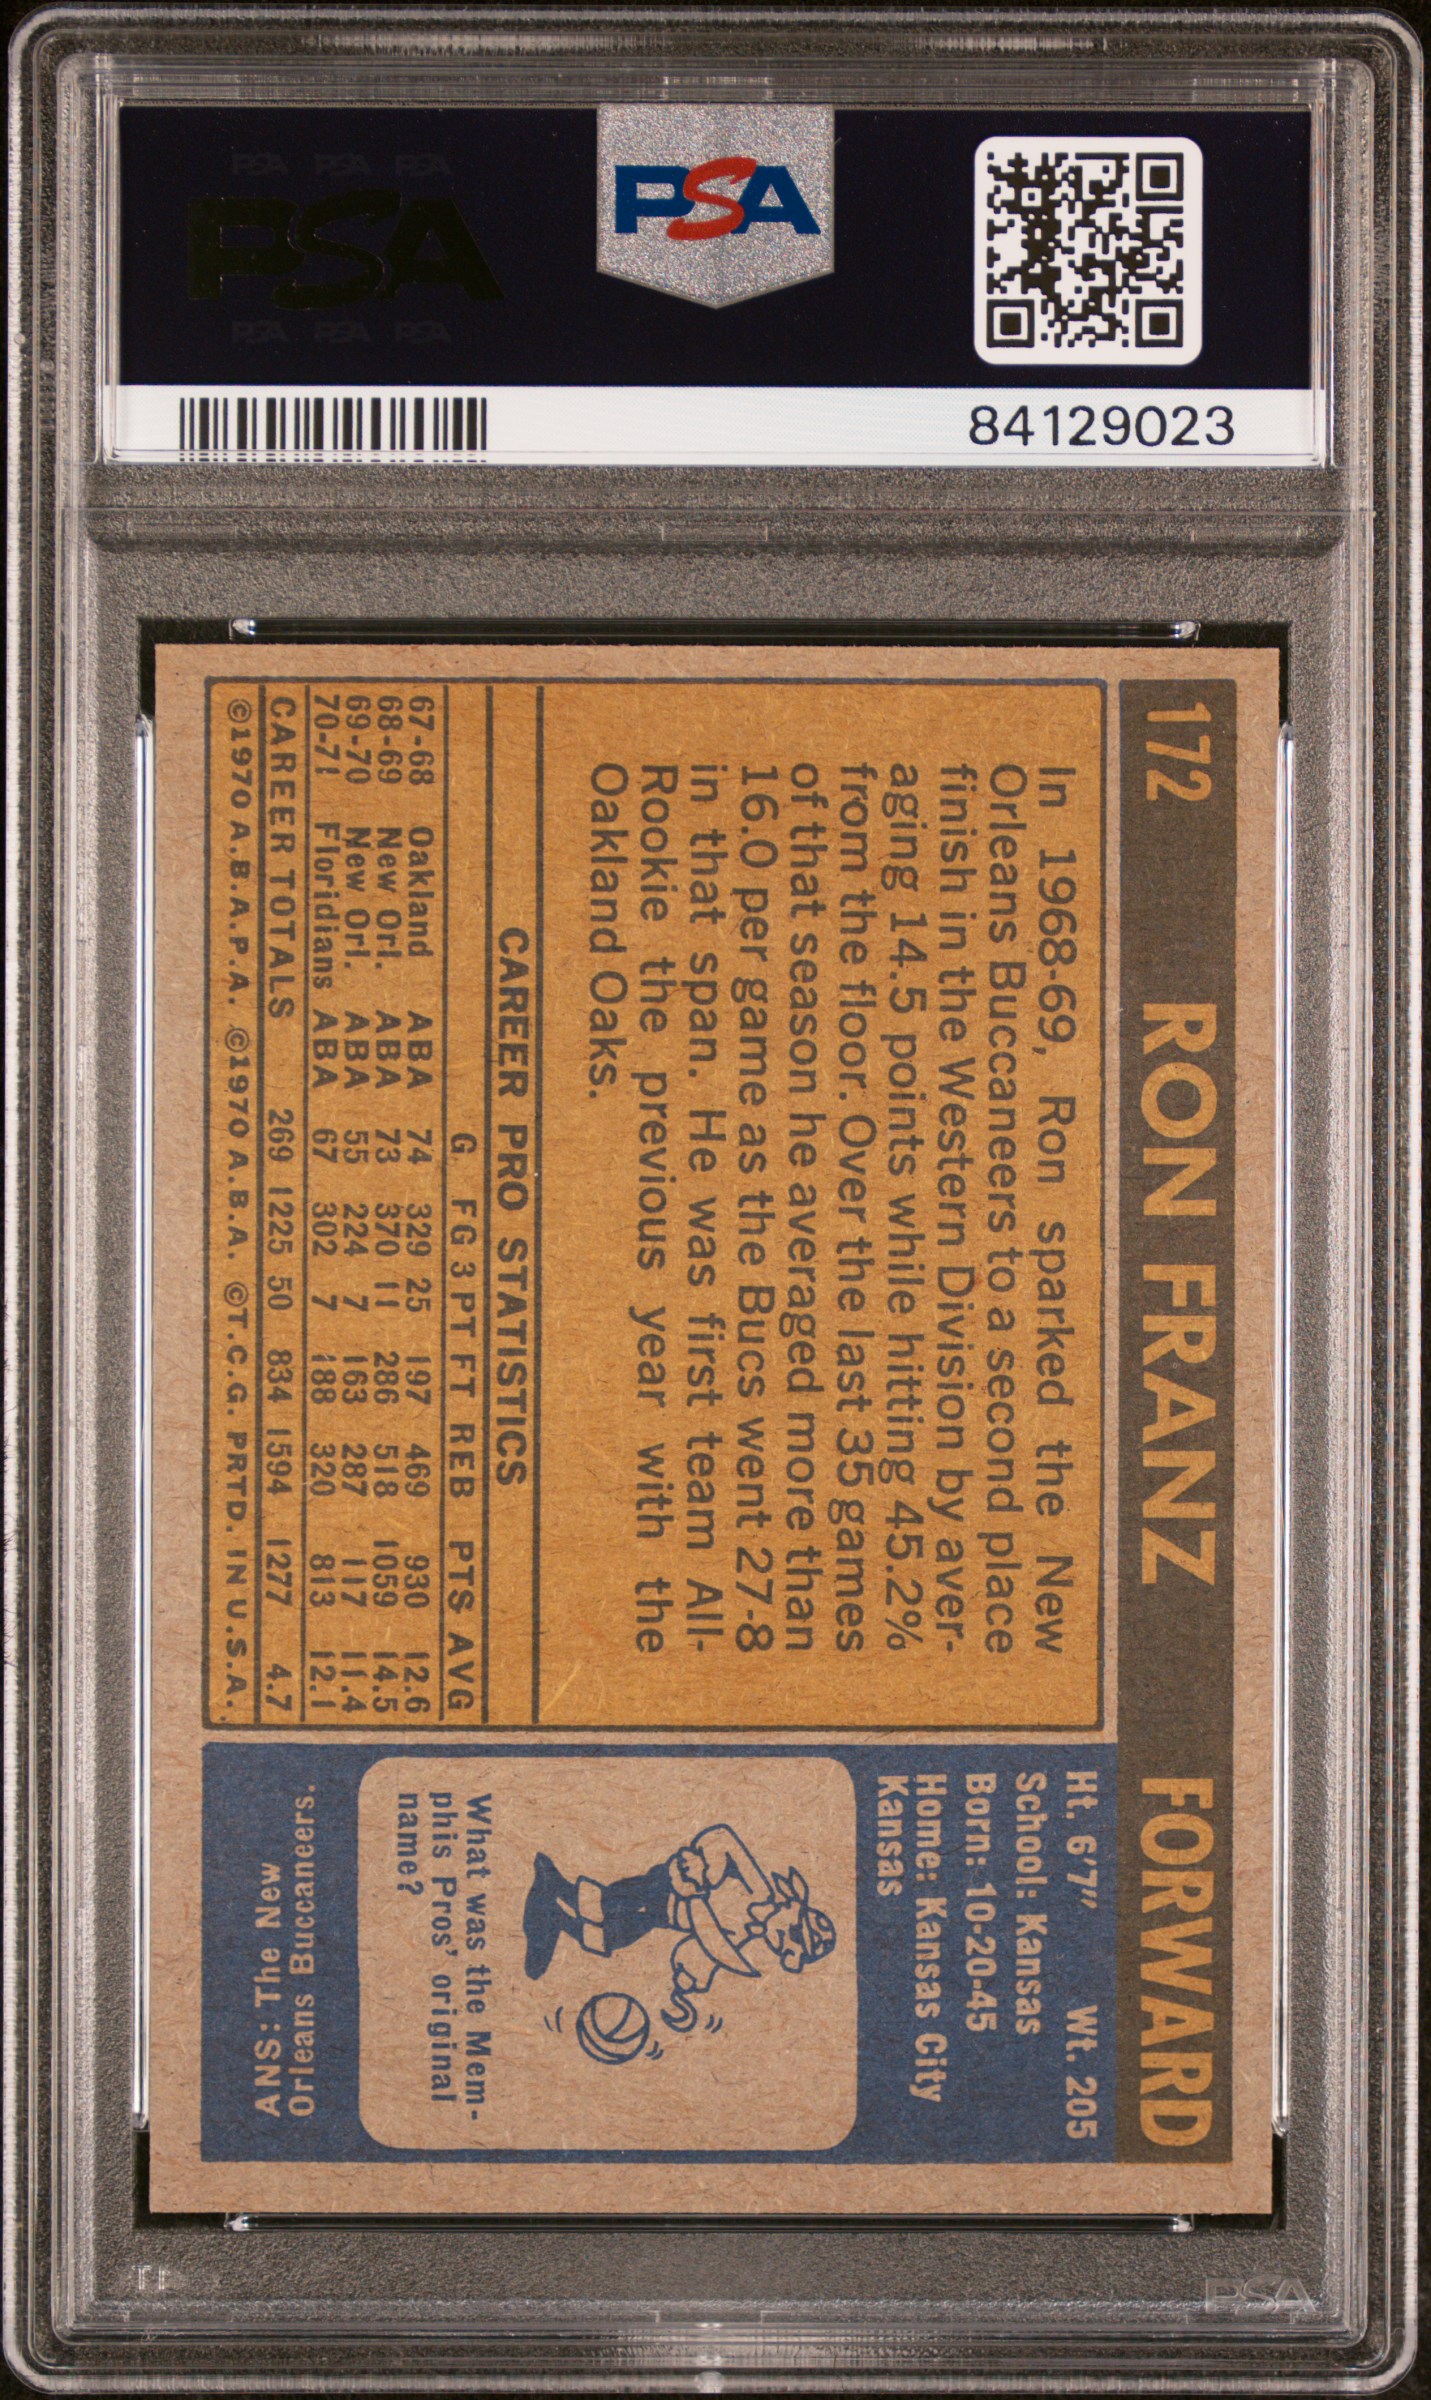 PSA PSA PSA
PSA
PSA PSA PSA
PSA
84129023
172 RON FRANZ FORWARD
In 1968-69, Ron sparked the New
Orleans Buccaneers to a second place
finish in the Western Division by aver-
aging 14.5 points while hitting 45.2%
from the floor. Over the last 35 games
of that season he averaged more than
16.0 per game as the Bucs went 27-8
in that span. He was first team All-
Rookie the previous year with the
Oakland Oaks.
CAREER PRO STATISTICS
G FG 3PT FT REB PTS AVG
67-68 Oakland ABA 74 329 25 197 469 930 12.6
68-69 New Orl. ABA 73 370 11 286 518 1059 14.5
69-70 New Orl. ABA 55 224 7 163 287 117 11.4
70-71 Floridians ABA 67 302 7 188 320 813 12.1
CAREER TOTALS 269 1225 50 834 1594 1277 4.7
©1970 A.B.A.P.A. ©1970 A.B.A. ©T.C.G. PRTD. IN U.S.A.
Ht. 6'7" Wt. 205
School: Kansas
Born: 10-20-45
Home: Kansas City
Kansas
What was the Mem-
phis Pros' original
name?
ANS: The New
Orleans Buccaneers.
PSA